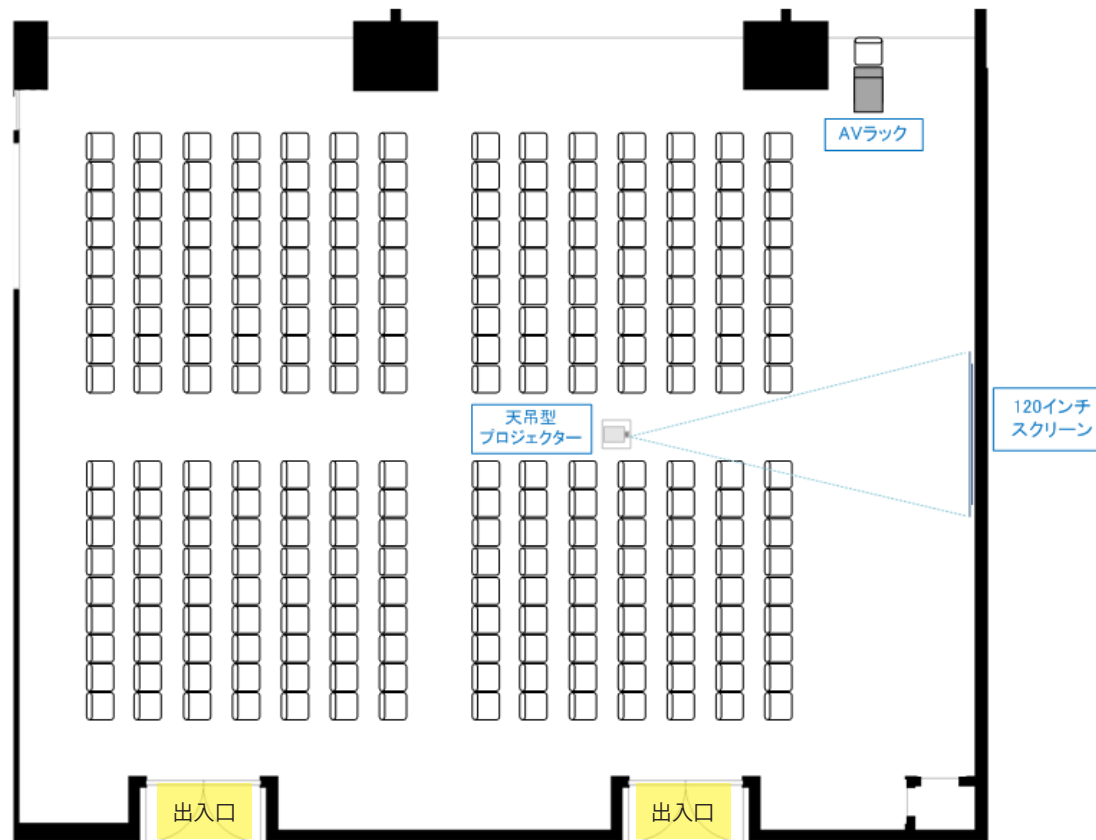 AVラック
天吊型
プロジェクター
120インチ
スクリーン
出入口
出入口